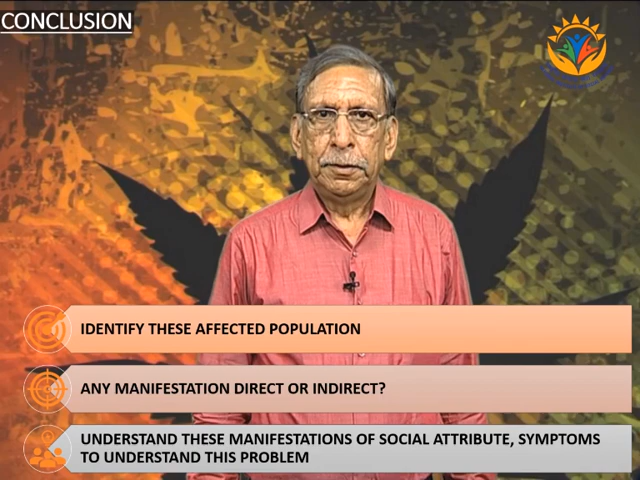 CONCLUSION
IDENTIFY THESE AFFECTED POPULATION
ANY MANIFESTATION DIRECT OR INDIRECT?
UNDERSTAND THESE MANIFESTATIONS OF SOCIAL ATTRIBUTE, SYMPTOMS
TO UNDERSTAND THIS PROBLEM